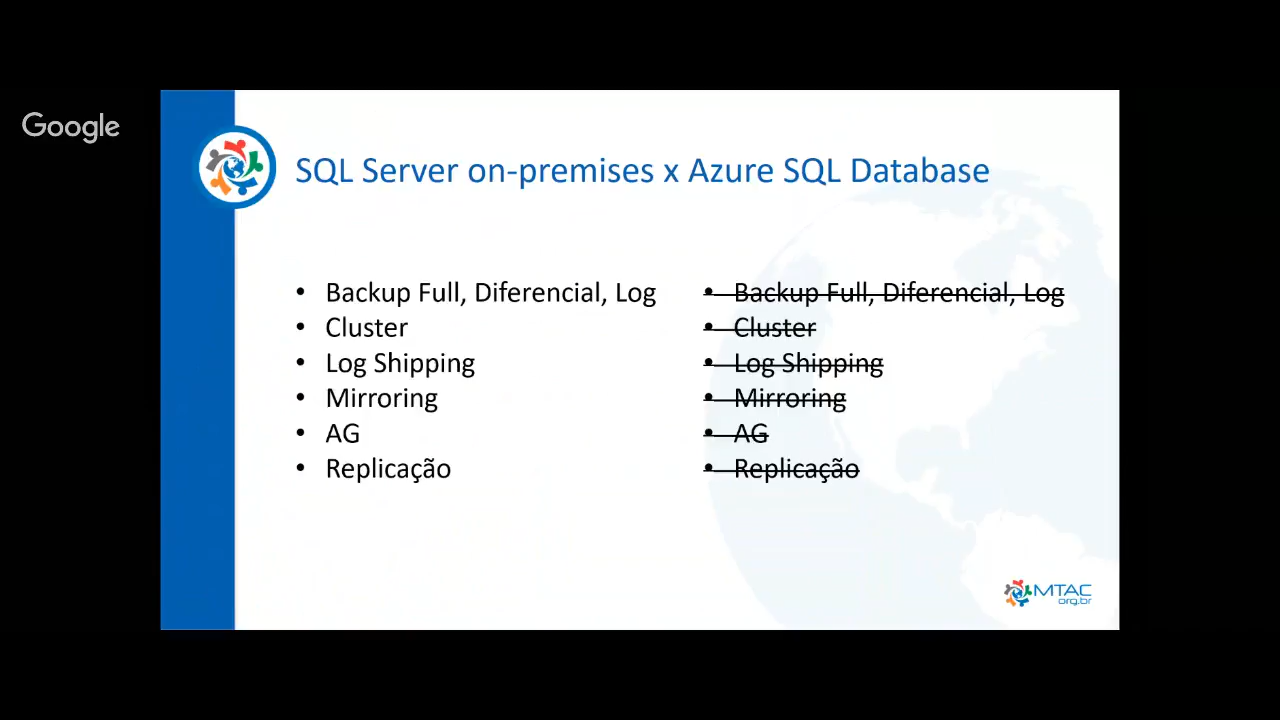 Google
SQL Server on-premises x Azure SQL Database
• Backup Full, Diferencial, Log
• Cluster
• Log Shipping
• Mirroring
• AG
• Replicação
• Backup Full, Diferencial, Log
• Cluster
• Log Shipping
• Mirroring
• AG
• Replicação
MTAC
org.br